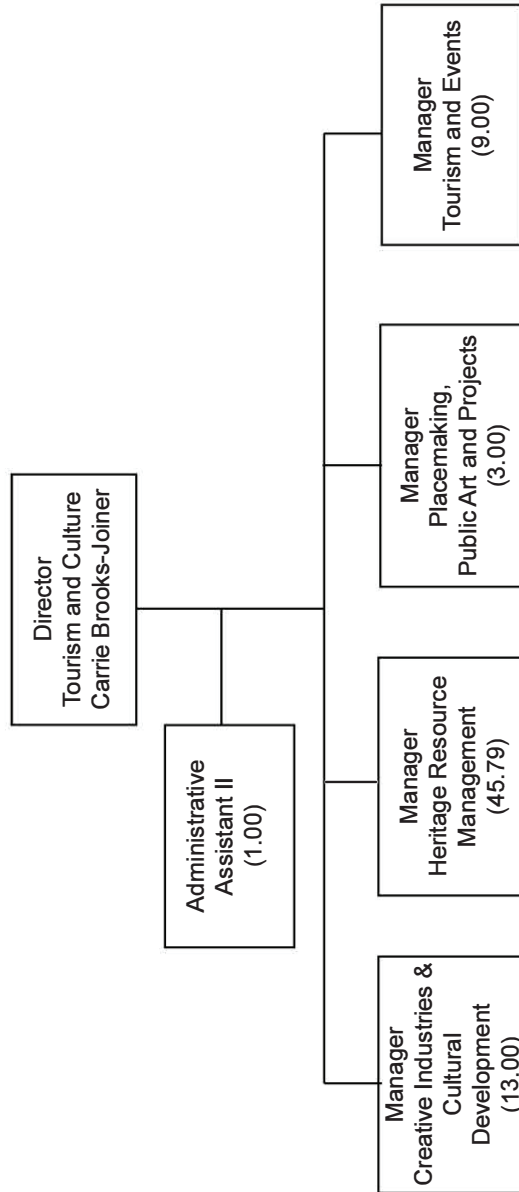 Director
Tourism and Culture
Carrie Brooks-Joiner
Administrative
Assistant II
(1.00)
Manager
Creative Industries &
Cultural
Development
(13.00)
Manager
Heritage Resource
Management
(45.79)
Manager
Placemaking,
Public Art and Projects
(3.00)
Manager
Tourism and Events
(9.00)